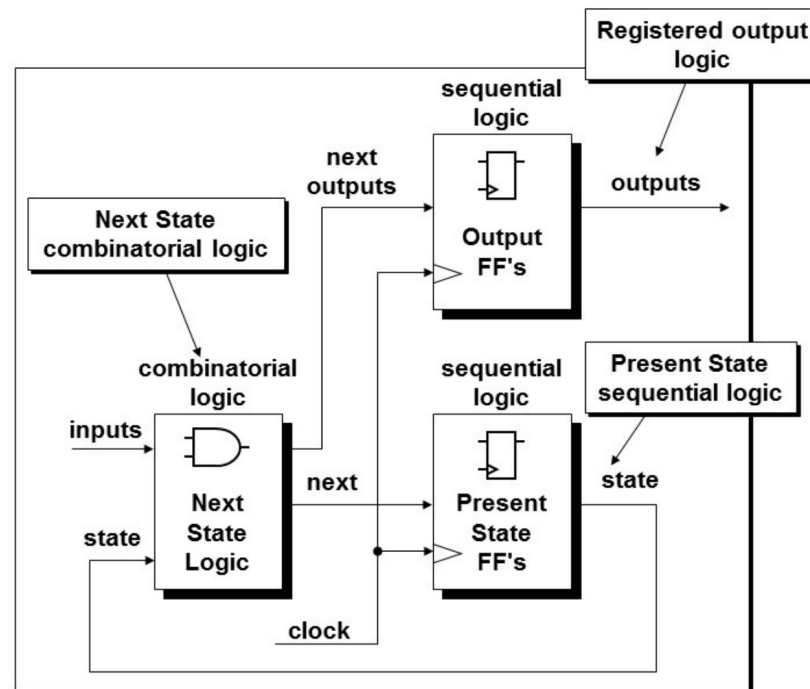 Registered output
logic
sequential
logic
next
outputs
outputs
Next State
combinatorial logic
Output
FF's
combinatorial
logic
sequential
logic
Present State
sequential logic
inputs
next
state
Next
State
Logic
Present
State
FF's
state
clock